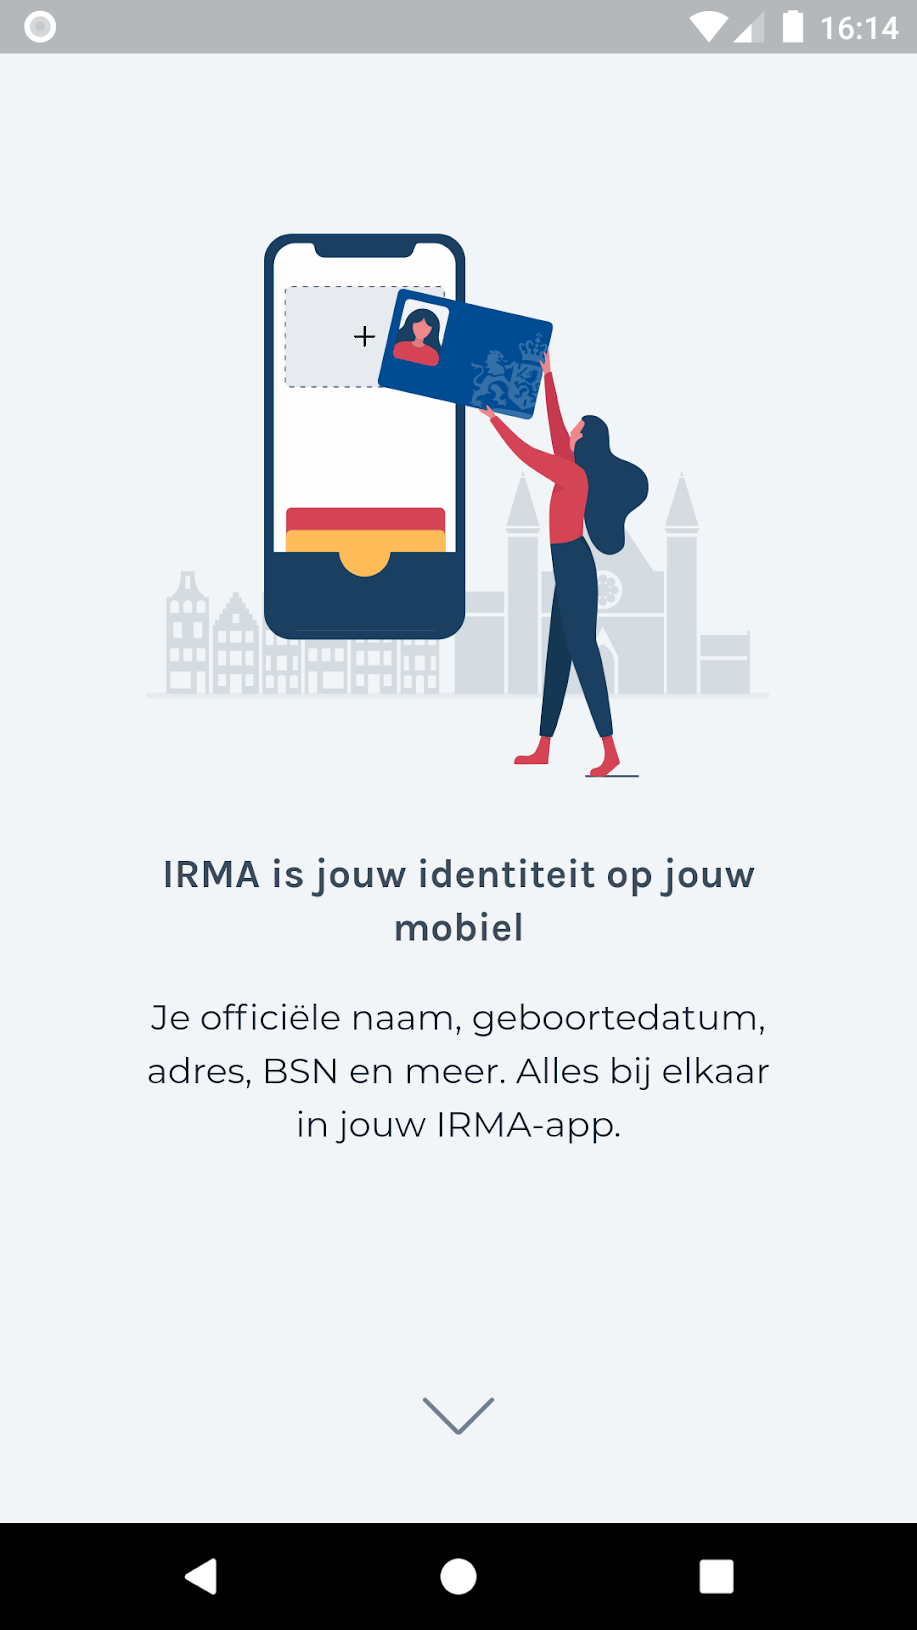 16:14
IRMA is jouw identiteit op jouw
mobiel
Je officiële naam, geboortedatum,
adres, BSN en meer. Alles bij elkaar
in jouw IRMA-app.